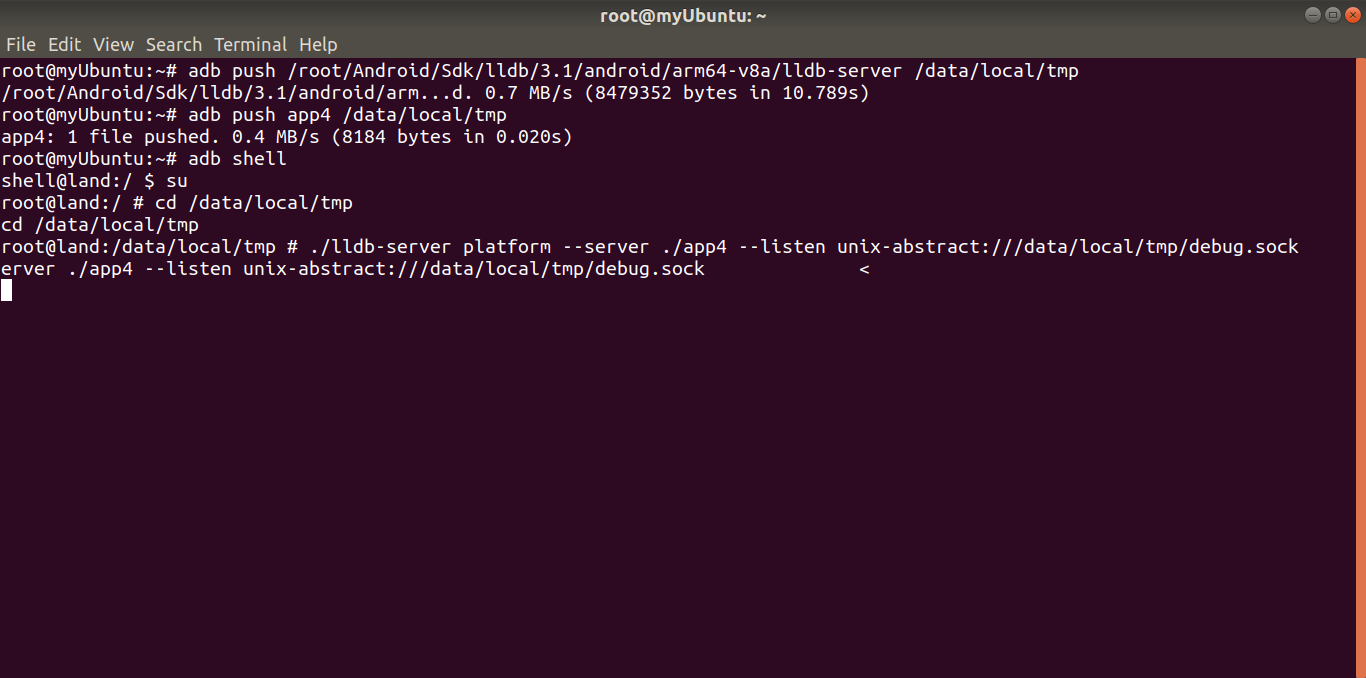 root@myUbuntu: ~
File Edit View Search Terminal Help
root@myUbuntu:~# adb push /root/Android/Sdk/lldb/3.1/android/arm64-v8a/lldb-server /data/local/tmp
/root/Android/Sdk/lldb/3.1/android/arm...d. 0.7 MB/s (8479352 bytes in 10.789s)
root@myUbuntu:~# adb push app4 /data/local/tmp
app4: 1 file pushed. 0.4 MB/s (8184 bytes in 0.020s)
root@myUbuntu:~# adb shell
shell@land:/ $ su
root@land:/ # cd /data/local/tmp
cd /data/local/tmp
root@land:/data/local/tmp # ./lldb-server platform --server ./app4 --listen unix-abstract:///data/local/tmp/debug.sock
erver ./app4 --listen unix-abstract:///data/local/tmp/debug.sock              <